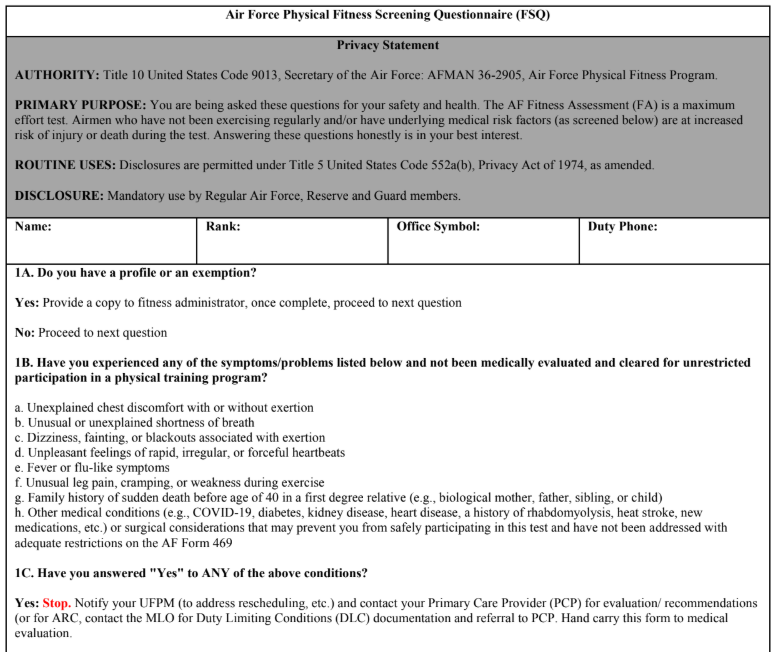 Air Force Physical Fitness Screening Questionnaire (FSQ)
Privacy Statement
AUTHORITY: Title 10 United States Code 9013, Secretary of the Air Force: AFMAN 36-2905, Air Force Physical Fitness Program.
PRIMARY PURPOSE: You are being asked these questions for your safety and health. The AF Fitness Assessment (FA) is a maximum
effort test. Airmen who have not been exercising regularly and/or have underlying medical risk factors (as screened below) are at increased
risk of injury or death during the test. Answering these questions honestly is in your best interest.
ROUTINE USES: Disclosures are permitted under Title 5 United States Code 552a(b), Privacy Act of 1974, as amended.
DISCLOSURE: Mandatory use by Regular Air Force, Reserve and Guard members.
Name: Rank: Office Symbol: Duty Phone:
1A. Do you have a profile or an exemption?
Yes: Provide a copy to fitness administrator, once complete, proceed to next question
No: Proceed to next question
1B. Have you experienced any of the symptoms/problems listed below and not been medically evaluated and cleared for unrestricted
participation in a physical training program?
a. Unexplained chest discomfort with or without exertion
b. Unusual or unexplained shortness of breath
c. Dizziness, fainting, or blackouts associated with exertion
d. Unpleasant feelings of rapid, irregular, or forceful heartbeats
e. Fever or flu-like symptoms
f. Unusual leg pain, cramping, or weakness during exercise
g. Family history of sudden death before age of 40 in a first degree relative (e.g., biological mother, father, sibling, or child)
h. Other medical conditions (e.g., COVID-19, diabetes, kidney disease, heart disease, a history of rhabdomyolysis, heat stroke, new
medications, etc.) or surgical considerations that may prevent you from safely participating in this test and have not been addressed with
adequate restrictions on the AF Form 469
1C. Have you answered "Yes" to ANY of the above conditions?
Yes: Stop. Notify your UFPM (to address rescheduling, etc.) and contact your Primary Care Provider (PCP) for evaluation/ recommendations
(or for ARC, contact the MLO for Duty Limiting Conditions (DLC) documentation and referral to PCP. Hand carry this form to medical
evaluation.